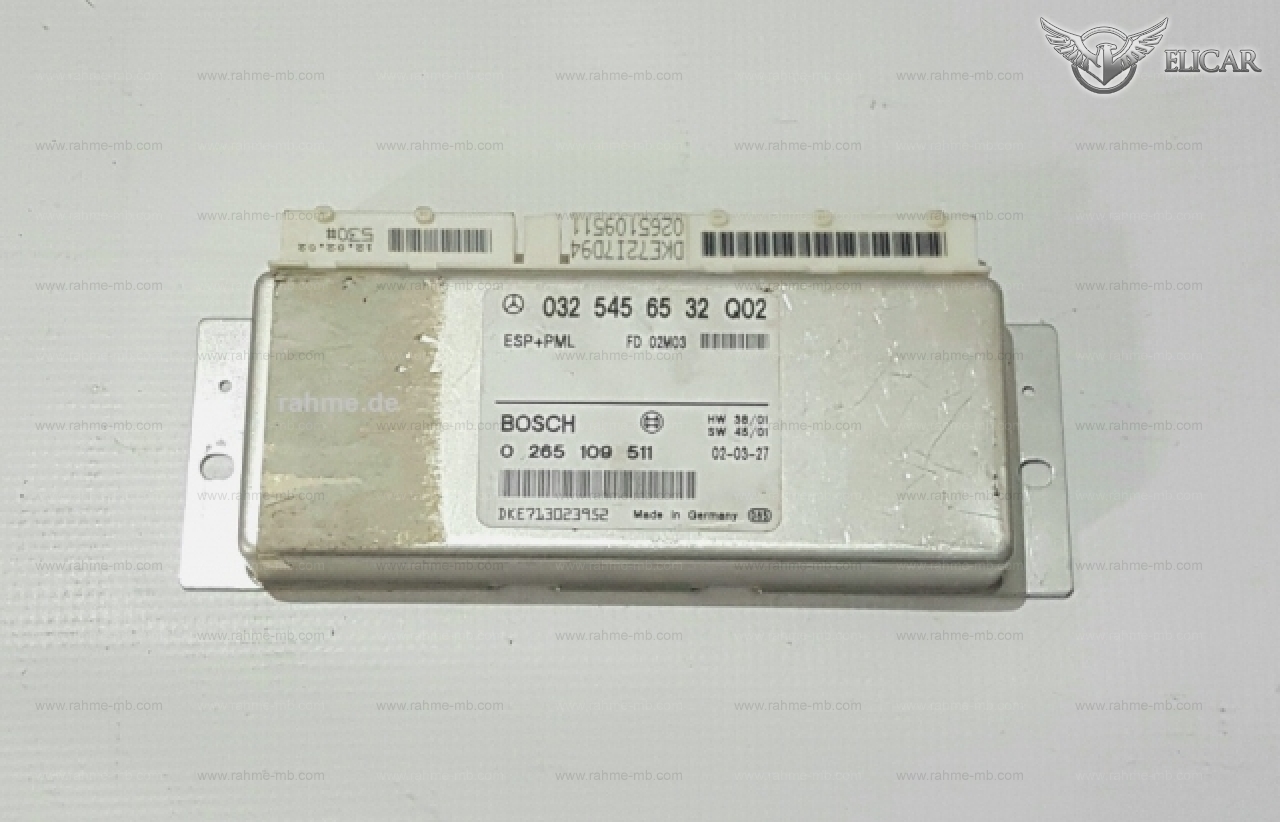 ELICAR
12.02.02
530#
DKE72I7D94
0265109511
032 545 65 32 Q02
ESP+PML FD 02M03
BOSCH HW 38/01
SW 45/01
0 265 109 511 02-03-27
DKE713023952 Made in Germany
rahme.de
www.rahme-mb.com